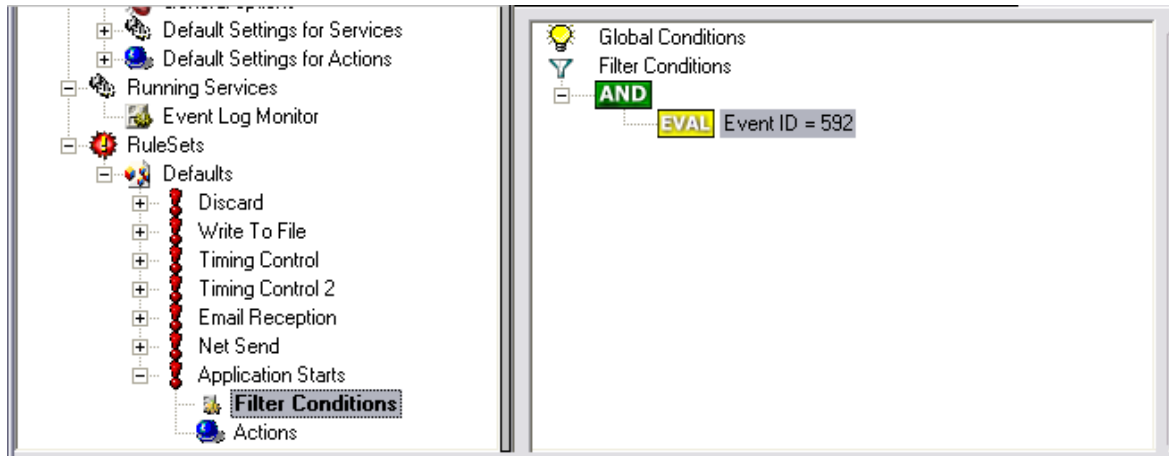 General option
Default Settings for Services
Default Settings for Actions
Running Services
Event Log Monitor
RuleSets
Defaults
Discard
Write To File
Timing Control
Timing Control 2
Email Reception
Net Send
Application Starts
Filter Conditions
Actions
Global Conditions
Filter Conditions
AND
EVAL Event ID = 592